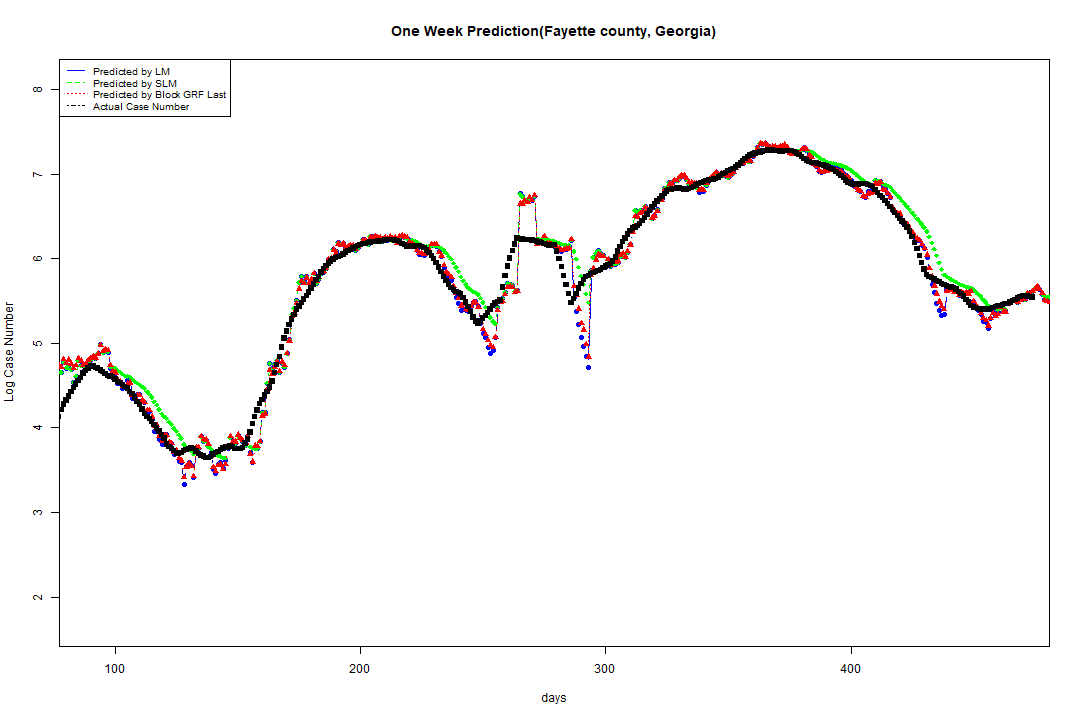 One Week Prediction(Fayette county, Georgia)
Predicted by LM
Predicted by SLM
Predicted by Block GRF Last
Actual Case Number
8
7
6
5
4
3
2
Log Case Number
100 200 300 400
days